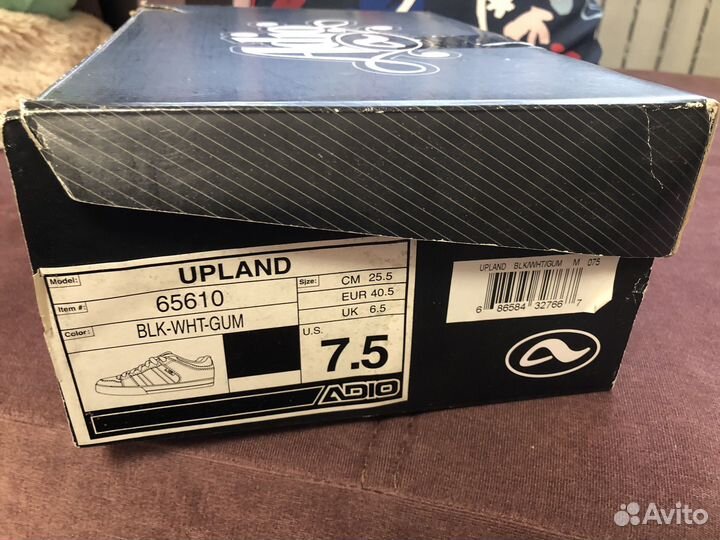 Adio
Model: UPLAND
Item #: 65610
Color: BLK-WHT-GUM
Size: CM 25.5
EUR 40.5
UK 6.5
U.S.
7.5
ADIO
UPLAND BLK/WHT/GUM M 075
6 86584 32766 7
Avito